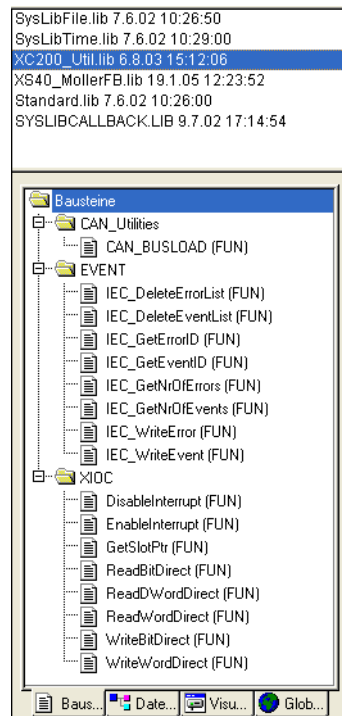 SysLibFile.lib 7.6.02 10:26:50
SysLibTime.lib 7.6.02 10:29:00
XC200_Util.lib 6.8.03 15:12:06
XS40_MollerFB.lib 19.1.05 12:23:52
Standard.lib 7.6.02 10:26:00
SYSLIBCALLBACK.LIB 9.7.02 17:14:54
Bausteine
CAN_Utilities
CAN_BUSLOAD (FUN)
EVENT
IEC_DeleteErrorList (FUN)
IEC_DeleteEventList (FUN)
IEC_GetErrorID (FUN)
IEC_GetEventID (FUN)
IEC_GetNrOfErrors (FUN)
IEC_GetNrOfEvents (FUN)
IEC_WriteError (FUN)
IEC_WriteEvent (FUN)
XIOC
DisableInterrupt (FUN)
EnableInterrupt (FUN)
GetSlotPtr (FUN)
ReadBitDirect (FUN)
ReadDWordDirect (FUN)
ReadWordDirect (FUN)
WriteBitDirect (FUN)
WriteWordDirect (FUN)
Baus... Date... Visu... Glob...